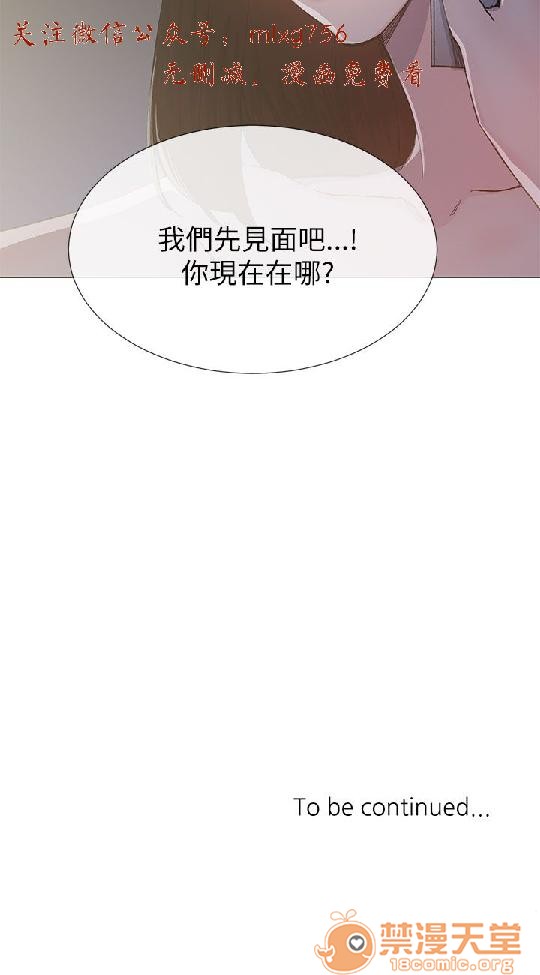 关注微信公众号：mlxg756
无删减，漫画免费看
我們先見面吧...!
你現在在哪?
To be continued...
禁漫天堂
18comic.org